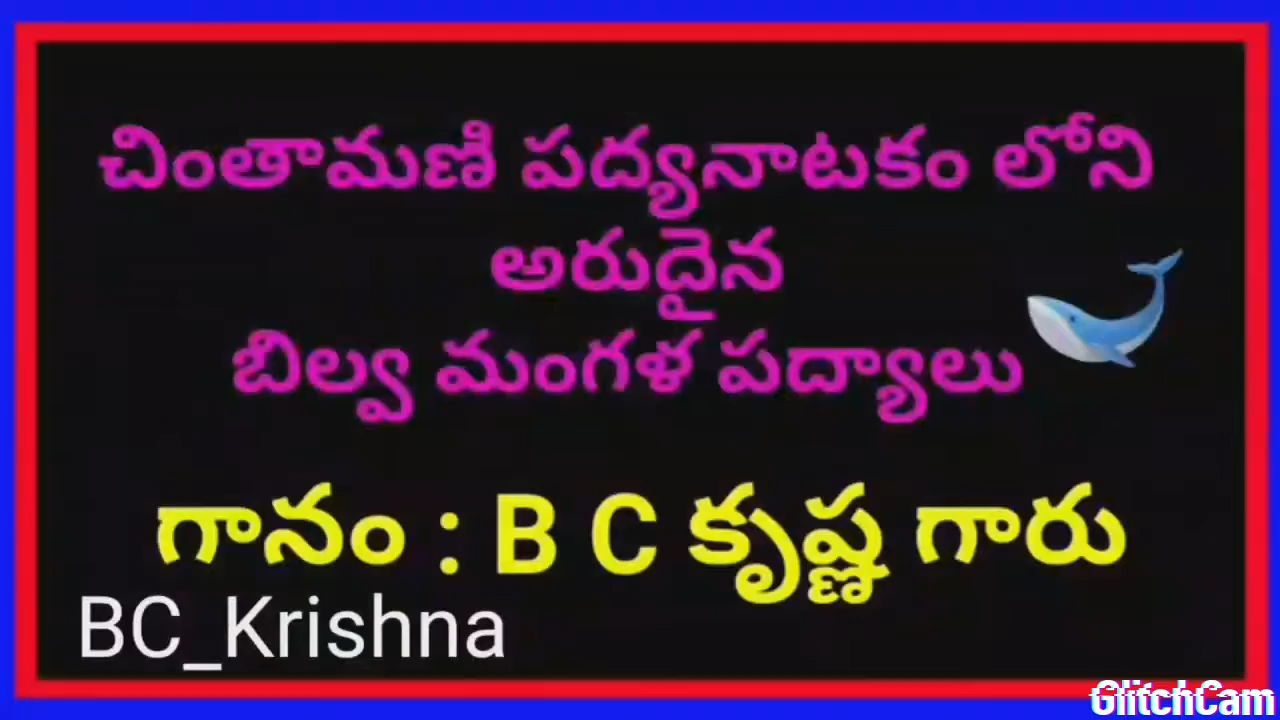 చింతామణి పద్యనాటకం లోని
అరుదైన
బిల్వ మంగళ పద్యాలు
గానం : B C కృష్ణ గారు
BC_Krishna
GlitchCam